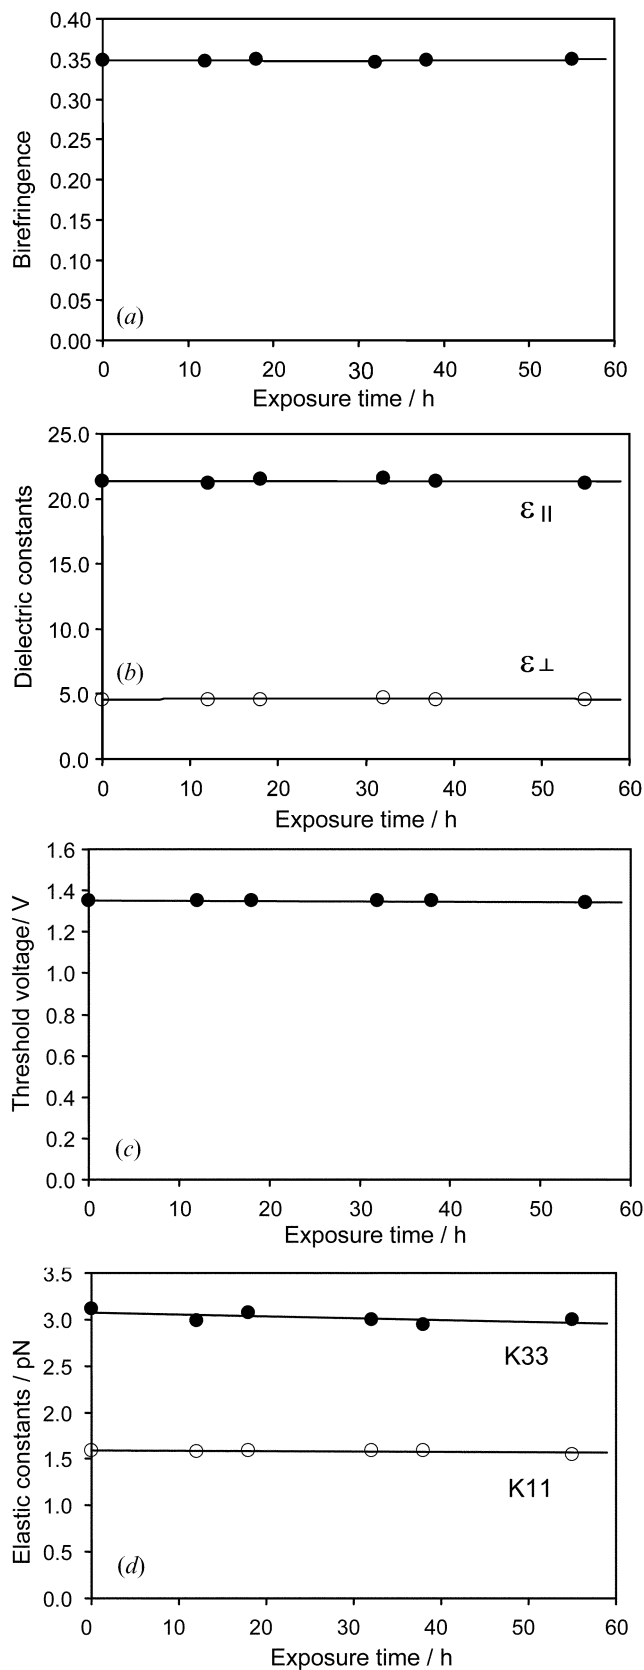 0.40
0.35
0.30
0.25
0.20
0.15
0.10
0.05
0.00
Birefringence
(a)
0 10 20 30 40 50 60
Exposure time / h
25.0
20.0
15.0
10.0
5.0
0.0
Dielectric constants
ε ||
ε ⊥
(b)
0 10 20 30 40 50 60
Exposure time / h
1.6
1.4
1.2
1.0
0.8
0.6
0.4
0.2
0.0
Threshold voltage/ V
(c)
0 10 20 30 40 50 60
Exposure time / h
3.5
3.0
2.5
2.0
1.5
1.0
0.5
0.0
Elastic constants / pN
K33
K11
(d)
0 10 20 30 40 50 60
Exposure time / h